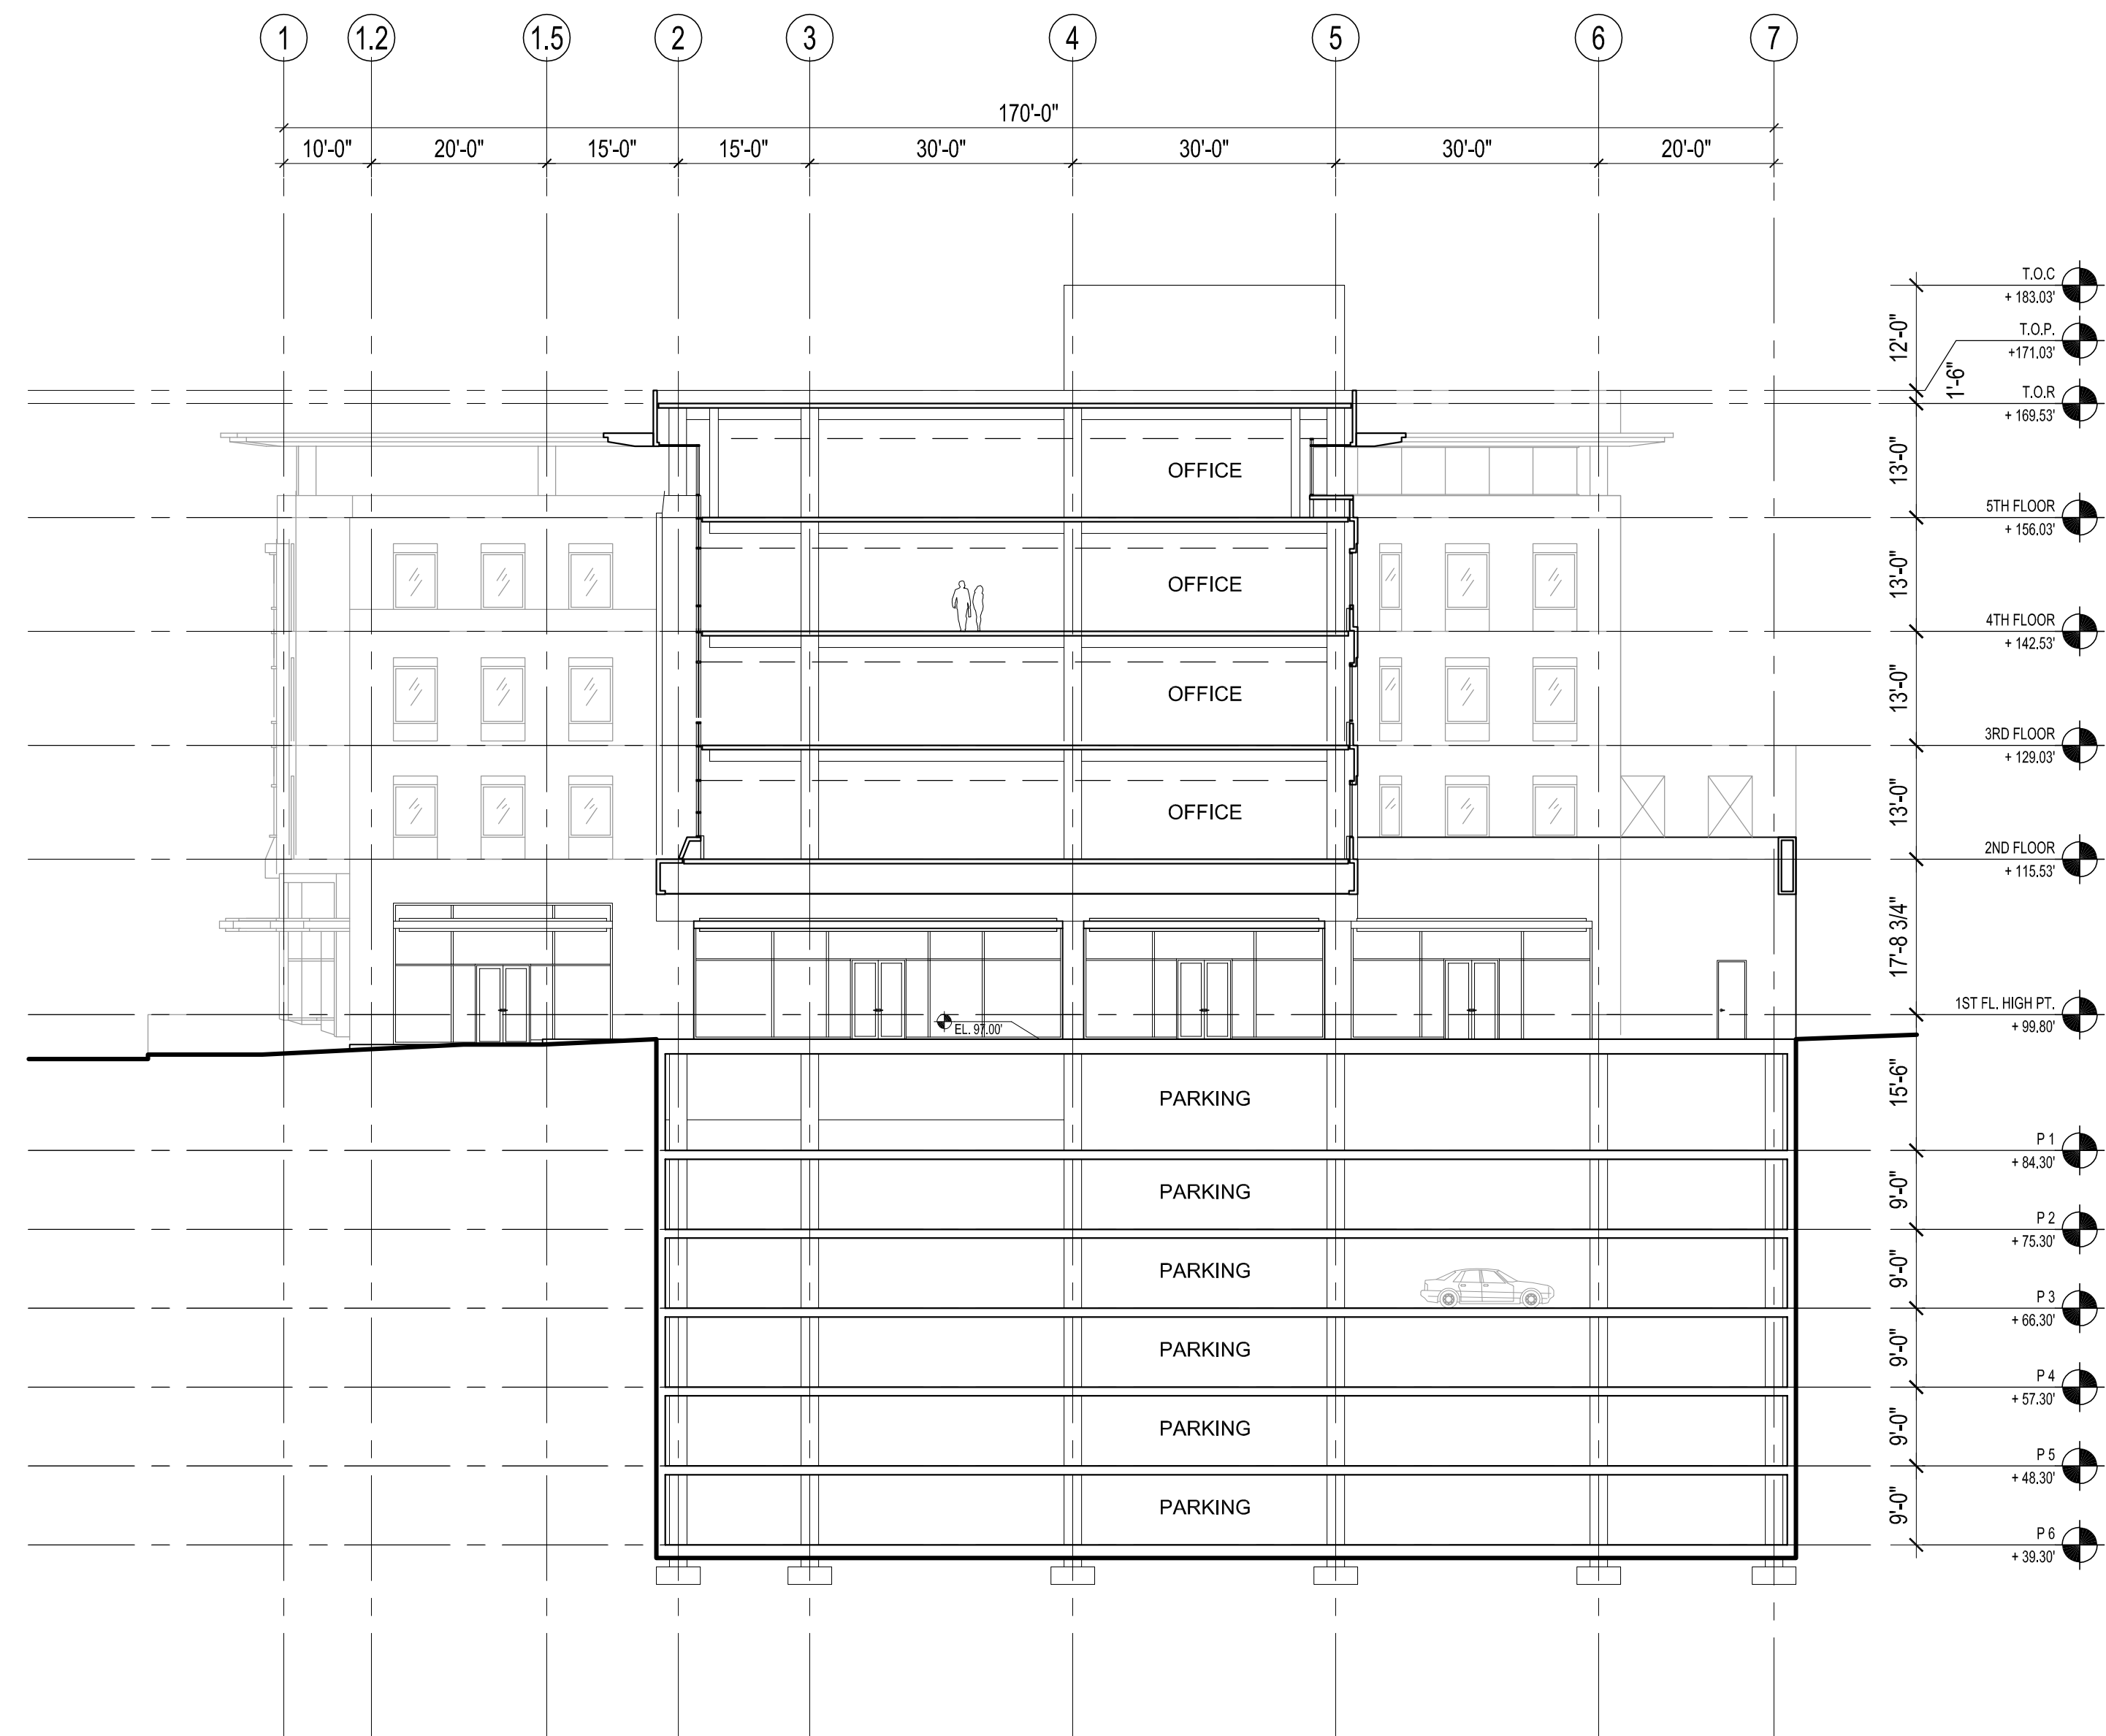 1 1.2 1.5 2 3 4 5 6 7
170'-0"
10'-0" 20'-0" 15'-0" 15'-0" 30'-0" 30'-0" 30'-0" 20'-0"
T.O.C
+ 183.03'
12'-0"
T.O.P.
+171.03'
1'-6"
T.O.R
+ 169.53'
OFFICE
13'-0"
5TH FLOOR
+ 156.03'
OFFICE
13'-0"
4TH FLOOR
+ 142.53'
OFFICE
13'-0"
3RD FLOOR
+ 129.03'
OFFICE
13'-0"
2ND FLOOR
+ 115.53'
17'-8 3/4"
1ST FL. HIGH PT.
+ 99.80'
EL. 97.00'
PARKING
15'-6"
P 1
+ 84.30'
PARKING
9'-0"
P 2
+ 75.30'
PARKING
9'-0"
P 3
+ 66.30'
PARKING
9'-0"
P 4
+ 57.30'
PARKING
9'-0"
P 5
+ 48.30'
PARKING
9'-0"
P 6
+ 39.30'